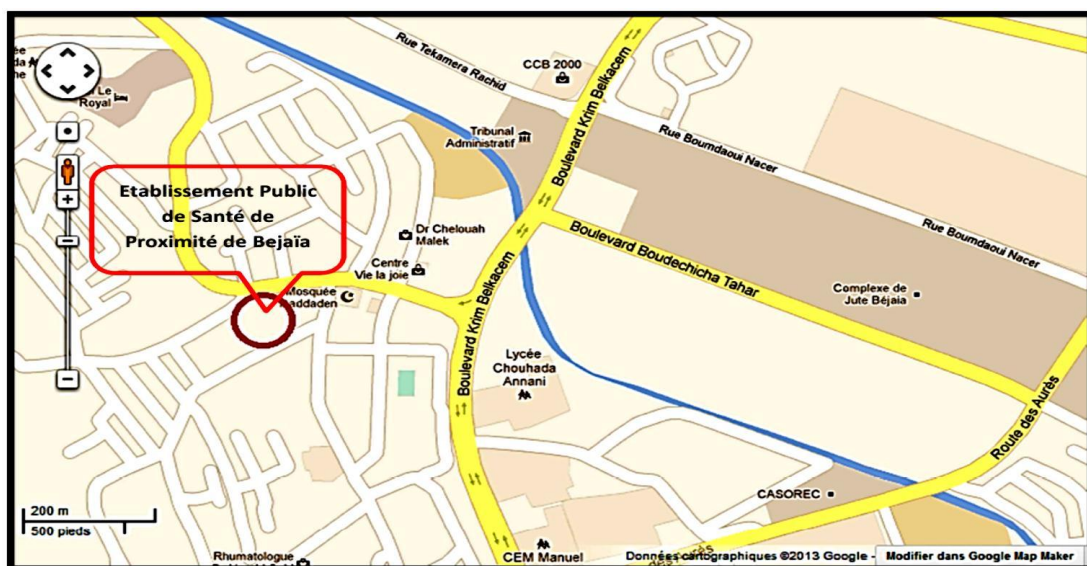 Rue Tekamera Rachid
CCB 2000
Le
Royal
Boulevard Krim Belkacem
Tribunal
Administratif
Rue Boumdaoui Nacer
Etablissement Public
de Santé de
Proximité de Bejaïa
Dr Chelouah
Malek
Boulevard Boudechicha Tahar
Rue Boumdaoui Nacer
Centre
Vie la joie
Mosquée
Boulevard Krim Belkacem
Complexe de
Jute Béjaia
Lycée
Chouhada
Annani
Route des Aurès
CASOREC
200 m
500 pieds
Rhumatologue
CEM Manuel
Données cartographiques ©2013 Google -
Modifier dans Google Map Maker